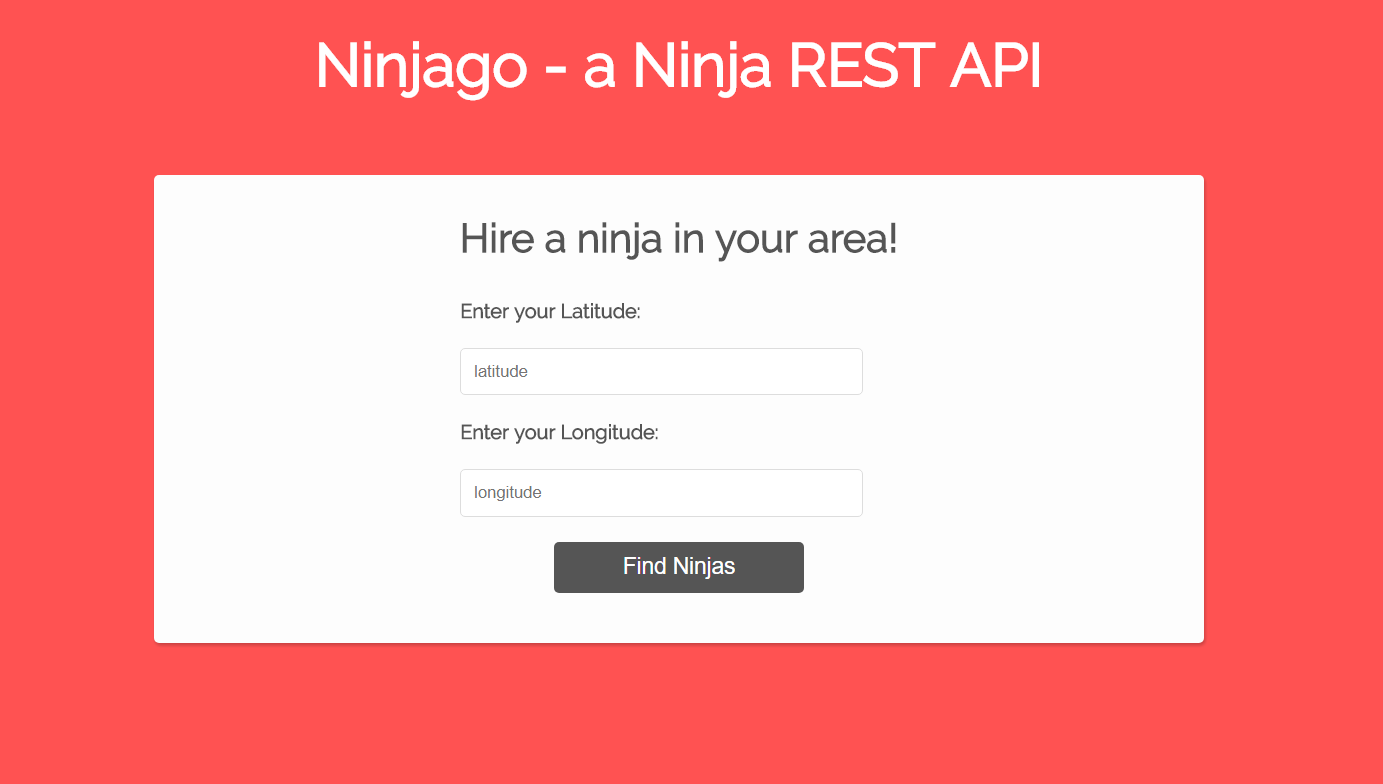 Ninjago - a Ninja REST API
Hire a ninja in your area!
Enter your Latitude:
latitude
Enter your Longitude:
longitude
Find Ninjas